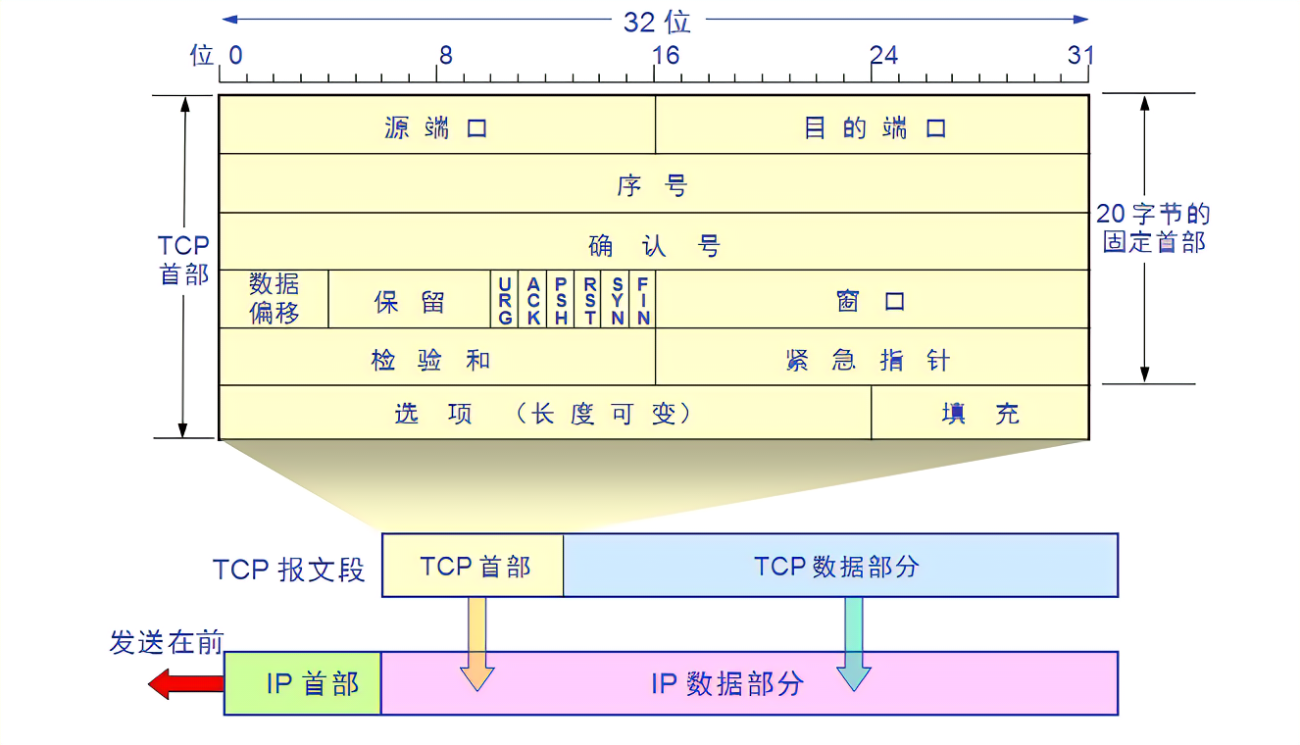 32 位
位 0 8 16 24 31
源 端 口 目 的 端 口
序 号
确 认 号
TCP
首部
20 字节的
固定首部
数据
偏移
保 留
URG
ACK
PSH
RST
SYN
FIN
窗 口
检 验 和 紧 急 指 针
选 项 （长 度 可 变） 填 充
TCP 报文段 TCP 首部 TCP 数据部分
发送在前
IP 首部 IP 数据部分